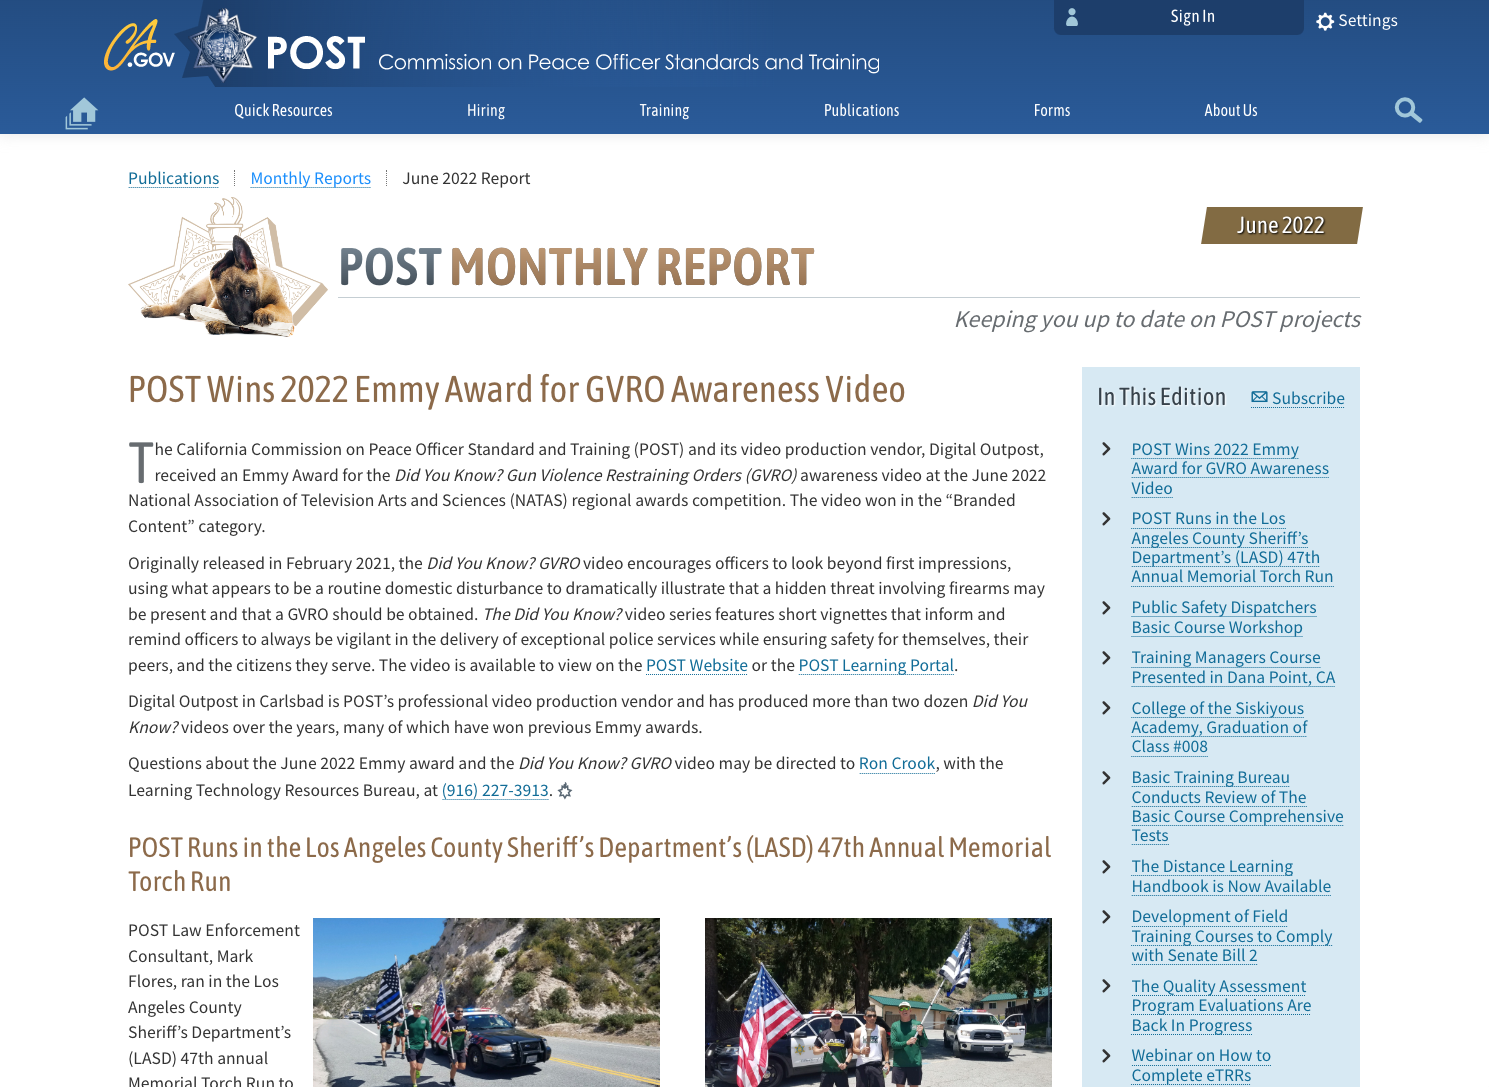 CA
.GOV
POST Commission on Peace Officer Standards and Training
Sign In
Settings
Quick Resources
Hiring
Training
Publications
Forms
About Us
Publications
Monthly Reports
June 2022 Report
June 2022
POST MONTHLY REPORT
Keeping you up to date on POST projects
POST Wins 2022 Emmy Award for GVRO Awareness Video
The California Commission on Peace Officer Standard and Training (POST) and its video production vendor, Digital Outpost,
received an Emmy Award for the Did You Know? Gun Violence Restraining Orders (GVRO) awareness video at the June 2022
National Association of Television Arts and Sciences (NATAS) regional awards competition. The video won in the “Branded
Content” category.
Originally released in February 2021, the Did You Know? GVRO video encourages officers to look beyond first impressions,
using what appears to be a routine domestic disturbance to dramatically illustrate that a hidden threat involving firearms may
be present and that a GVRO should be obtained. The Did You Know? video series features short vignettes that inform and
remind officers to always be vigilant in the delivery of exceptional police services while ensuring safety for themselves, their
peers, and the citizens they serve. The video is available to view on the POST Website or the POST Learning Portal.
Digital Outpost in Carlsbad is POST’s professional video production vendor and has produced more than two dozen Did You
Know? videos over the years, many of which have won previous Emmy awards.
Questions about the June 2022 Emmy award and the Did You Know? GVRO video may be directed to Ron Crook, with the
Learning Technology Resources Bureau, at (916) 227-3913.
POST Runs in the Los Angeles County Sheriff’s Department’s (LASD) 47th Annual Memorial
Torch Run
POST Law Enforcement
Consultant, Mark
Flores, ran in the Los
Angeles County
Sheriff’s Department’s
(LASD) 47th annual
Memorial Torch Run to
In This Edition
Subscribe
POST Wins 2022 Emmy
Award for GVRO Awareness
Video
POST Runs in the Los
Angeles County Sheriff’s
Department’s (LASD) 47th
Annual Memorial Torch Run
Public Safety Dispatchers
Basic Course Workshop
Training Managers Course
Presented in Dana Point, CA
College of the Siskiyous
Academy, Graduation of
Class #008
Basic Training Bureau
Conducts Review of The
Basic Course Comprehensive
Tests
The Distance Learning
Handbook is Now Available
Development of Field
Training Courses to Comply
with Senate Bill 2
The Quality Assessment
Program Evaluations Are
Back In Progress
Webinar on How to
Complete eTRRs